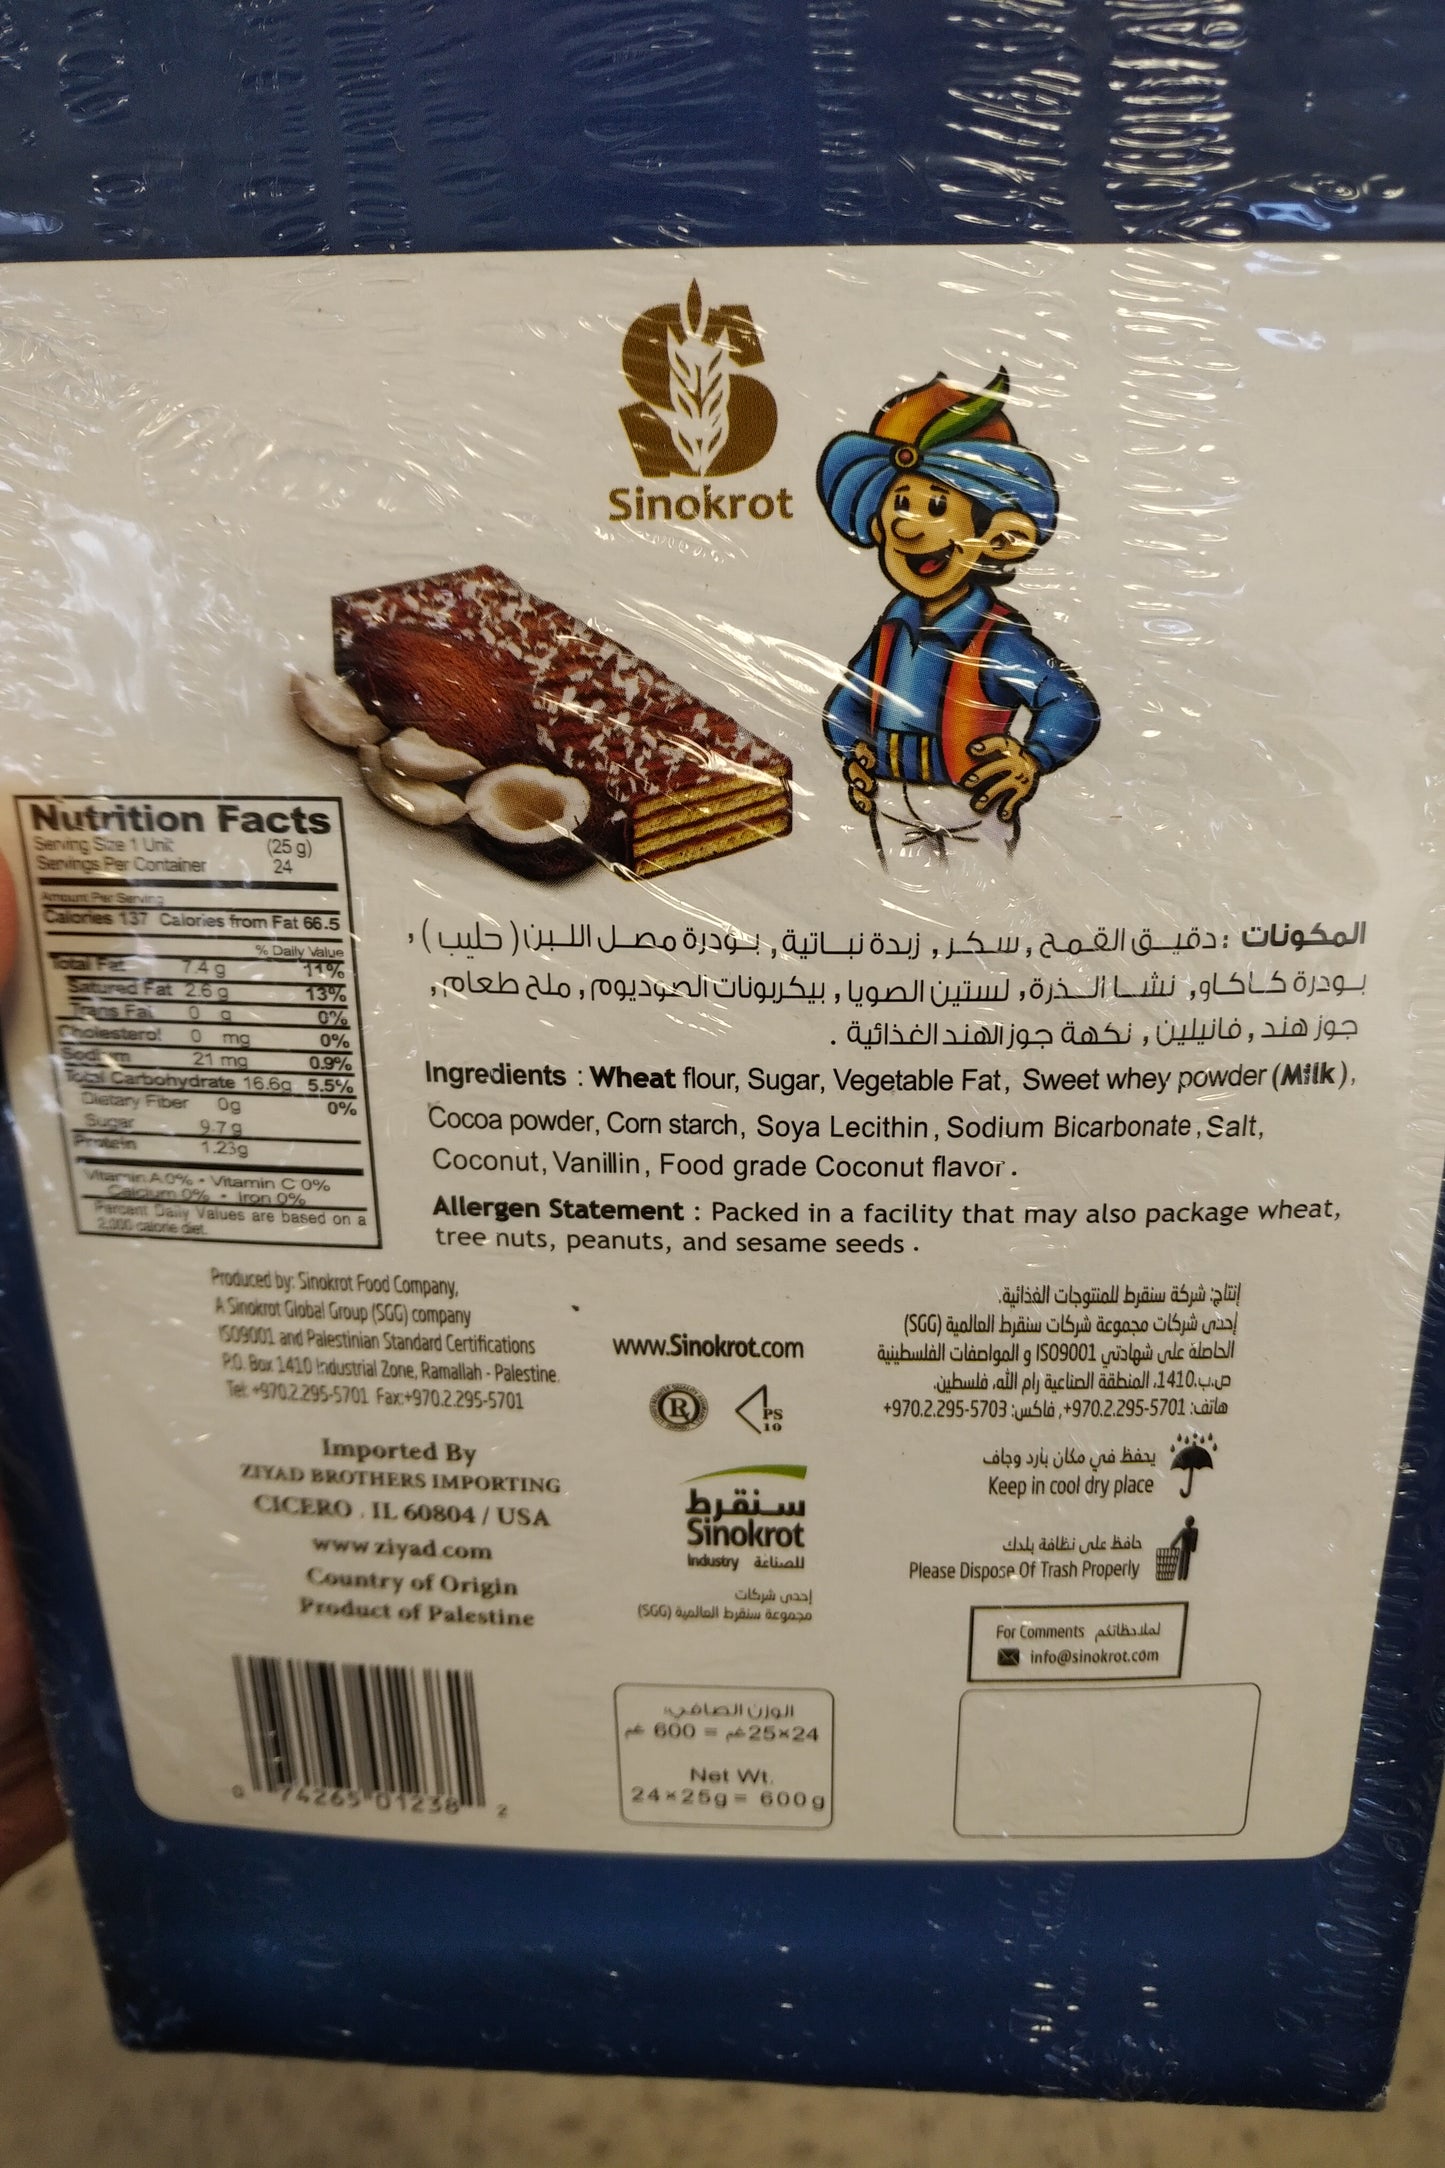 Sinokrot
Nutrition Facts
Serving Size 1 Unit (25 g)
Servings Per Container 24
Amount Per Serving
Calories 137 Calories from Fat 66.5
% Daily Value
Total Fat 7.4 g 11%
Satured Fat 2.6 g 13%
Trans Fat 0 g 0%
Cholesterol 0 mg 0%
Sodium 21 mg 0.9%
Total Carbohydrate 16.6g 5.5%
Dietary Fiber 0g 0%
Sugar 9.7g
Protein 1.23g
Vitamin A 0% • Vitamin C 0%
Calcium 0% • Iron 0%
Percent Daily Values are based on a
2,000 calorie diet.
المكونات : دقيق القمح, سكر, زبدة نباتية, بودرة مصل اللبن (حليب),
بودرة كاكاو, نشا الذرة, لستين الصويا, بيكربونات الصوديوم, ملح طعام,
جوز هند, فانيلين, نكهة جوز الهند الغذائية .
Ingredients : Wheat flour, Sugar, Vegetable Fat, Sweet whey powder (Milk),
Cocoa powder, Corn starch, Soya Lecithin, Sodium Bicarbonate, Salt,
Coconut, Vanillin, Food grade Coconut flavor.
Allergen Statement : Packed in a facility that may also package wheat,
tree nuts, peanuts, and sesame seeds.
Produced by: Sinokrot Food Company,
A Sinokrot Global Group (SGG) company
ISO9001 and Palestinian Standard Certifications
P.O. Box 1410 Industrial Zone, Ramallah - Palestine.
Tel: +970.2.295-5701 Fax:+970.2.295-5701
Imported By
ZIYAD BROTHERS IMPORTING
CICERO . IL 60804 / USA
www.ziyad.com
Country of Origin
Product of Palestine
0 74265 01238 2
www.Sinokrot.com
R
PS
10
سنقرط
Sinokrot
Industry للصناعة
إحدى شركات
مجموعة سنقرط العالمية (SGG)
الوزن الصافي:
24×25غم = 600 غم
Net Wt.
24×25g = 600g
إنتاج: شركة سنقرط للمنتوجات الغذائية.
إحدى شركات مجموعة شركات سنقرط العالمية (SGG)
الحاصلة على شهادتي ISO9001 و المواصفات الفلسطينية
ص.ب.1410، المنطقة الصناعية رام الله، فلسطين.
هاتف: 5701-970.2.295+, فاكس: 5703-970.2.295+
يحفظ في مكان بارد وجاف
Keep in cool dry place
حافظ على نظافة بلدك
Please Dispose Of Trash Properly
For Comments لملاحظاتكم
info@sinokrot.com